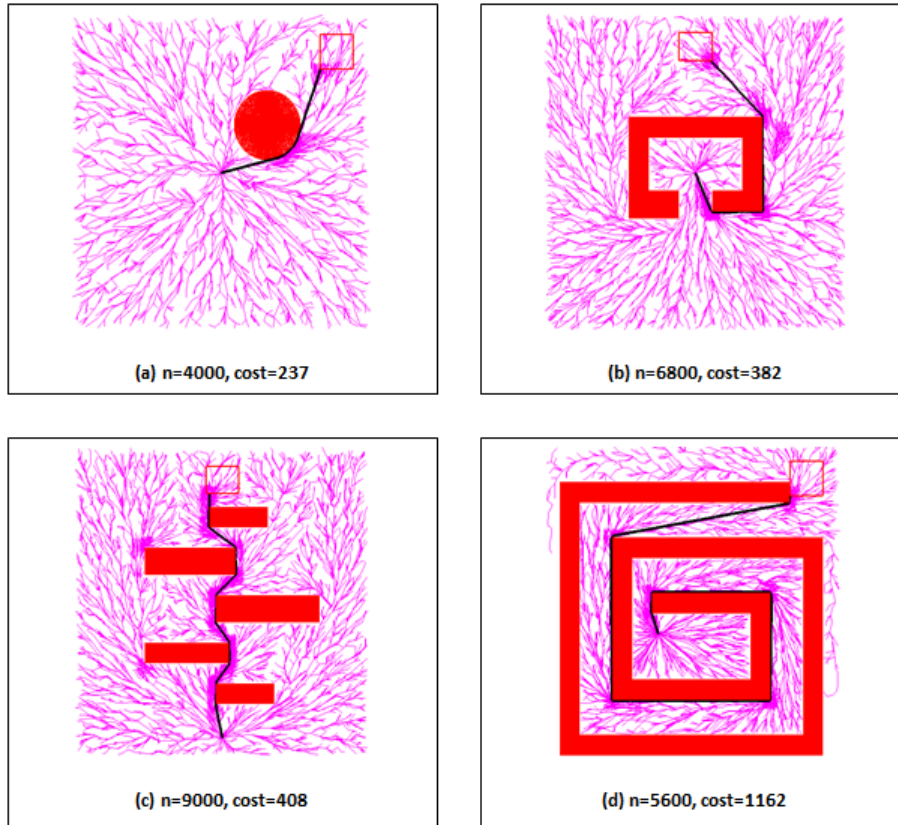 (a) n=4000, cost=237
(b) n=6800, cost=382
(c) n=9000, cost=408
(d) n=5600, cost=1162